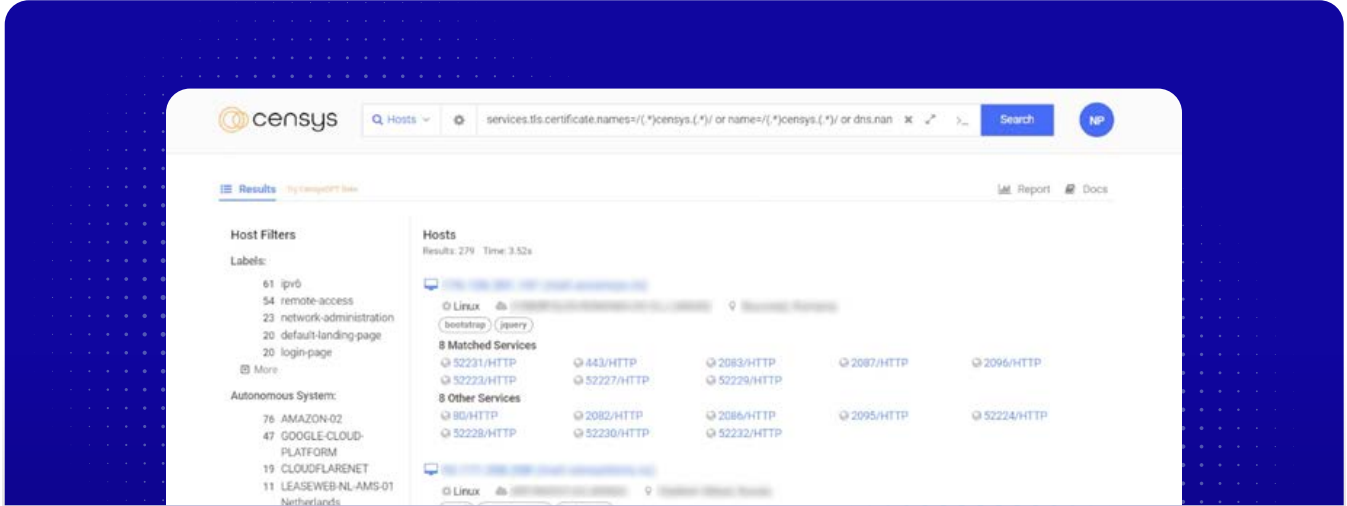 censys
Hosts
services.tls.certificate.names=/(.*)censys.(.*)/ or name=/(.*)censys.(.*)/ or dns.nan
>_
Search
NP
Results
Report
Docs
Host Filters
Labels:
61 ipv6
54 remote-access
23 network-administration
20 default-landing-page
20 login-page
More
Autonomous System:
76 AMAZON-02
47 GOOGLE-CLOUD-
PLATFORM
19 CLOUDFLARENET
11 LEASEWEB-NL-AMS-01
Netherlands
Hosts
Results: 279 Time: 3.52s
Linux
bootstrap jquery
8 Matched Services
52231/HTTP 443/HTTP 2083/HTTP 2087/HTTP 2096/HTTP
52223/HTTP 52227/HTTP 52229/HTTP
8 Other Services
80/HTTP 2082/HTTP 2086/HTTP 2095/HTTP 52224/HTTP
52228/HTTP 52230/HTTP 52232/HTTP
Linux